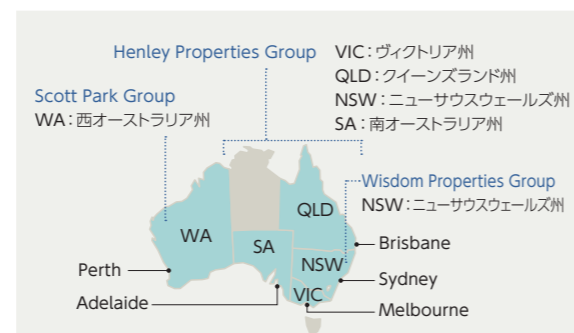 Henley Properties Group
VIC：ヴィクトリア州
QLD：クイーンズランド州
NSW：ニューサウスウェールズ州
SA：南オーストラリア州
Scott Park Group
WA：西オーストラリア州
Wisdom Properties Group
NSW：ニューサウスウェールズ州
QLD
WA
SA
NSW
VIC
Brisbane
Perth
Sydney
Adelaide
Melbourne